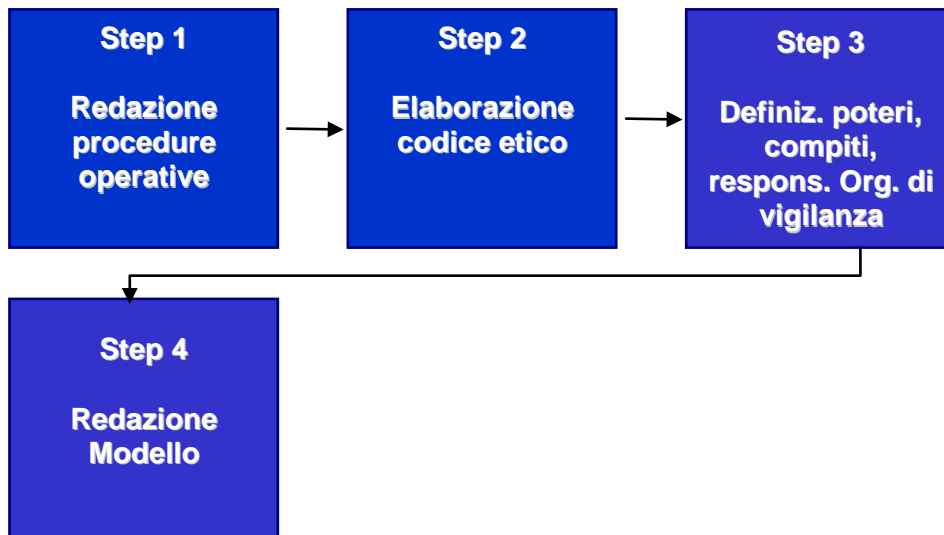 Step 1
Redazione
procedure
operative
Step 2
Elaborazione
codice etico
Step 3
Definiz. poteri,
compiti,
respons. Org. di
vigilanza
Step 4
Redazione
Modello